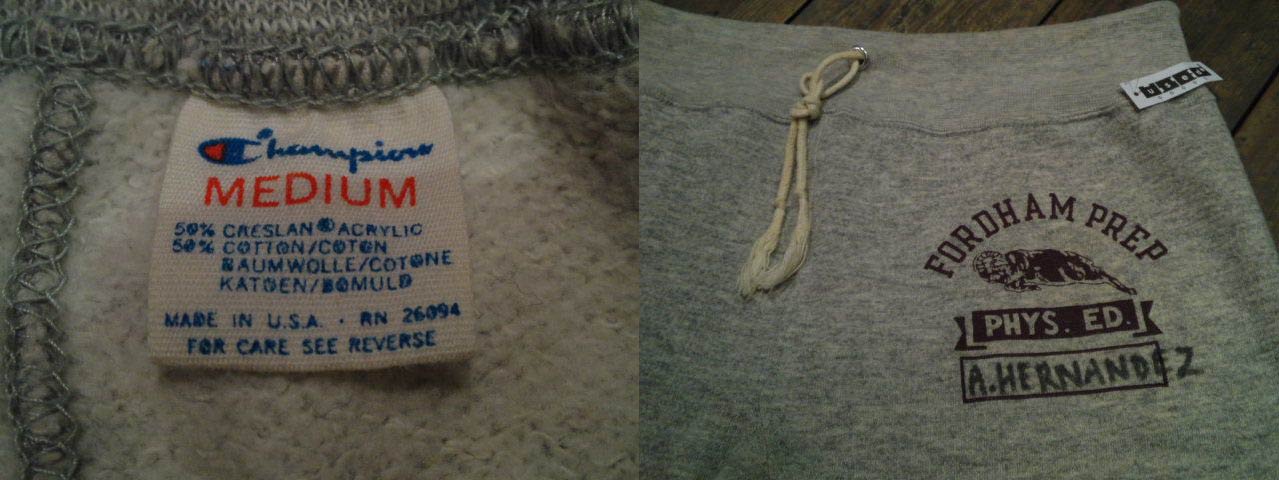 Champion
MEDIUM
50% CRESLAN® ACRYLIC
50% COTTON/COTON
BAUMWOLLE/COTONE
KATOEN/BOMULD
MADE IN U.S.A. · RN 26094
FOR CARE SEE REVERSE
FORDHAM PREP
PHYS. ED.
A.HERNANDEZ